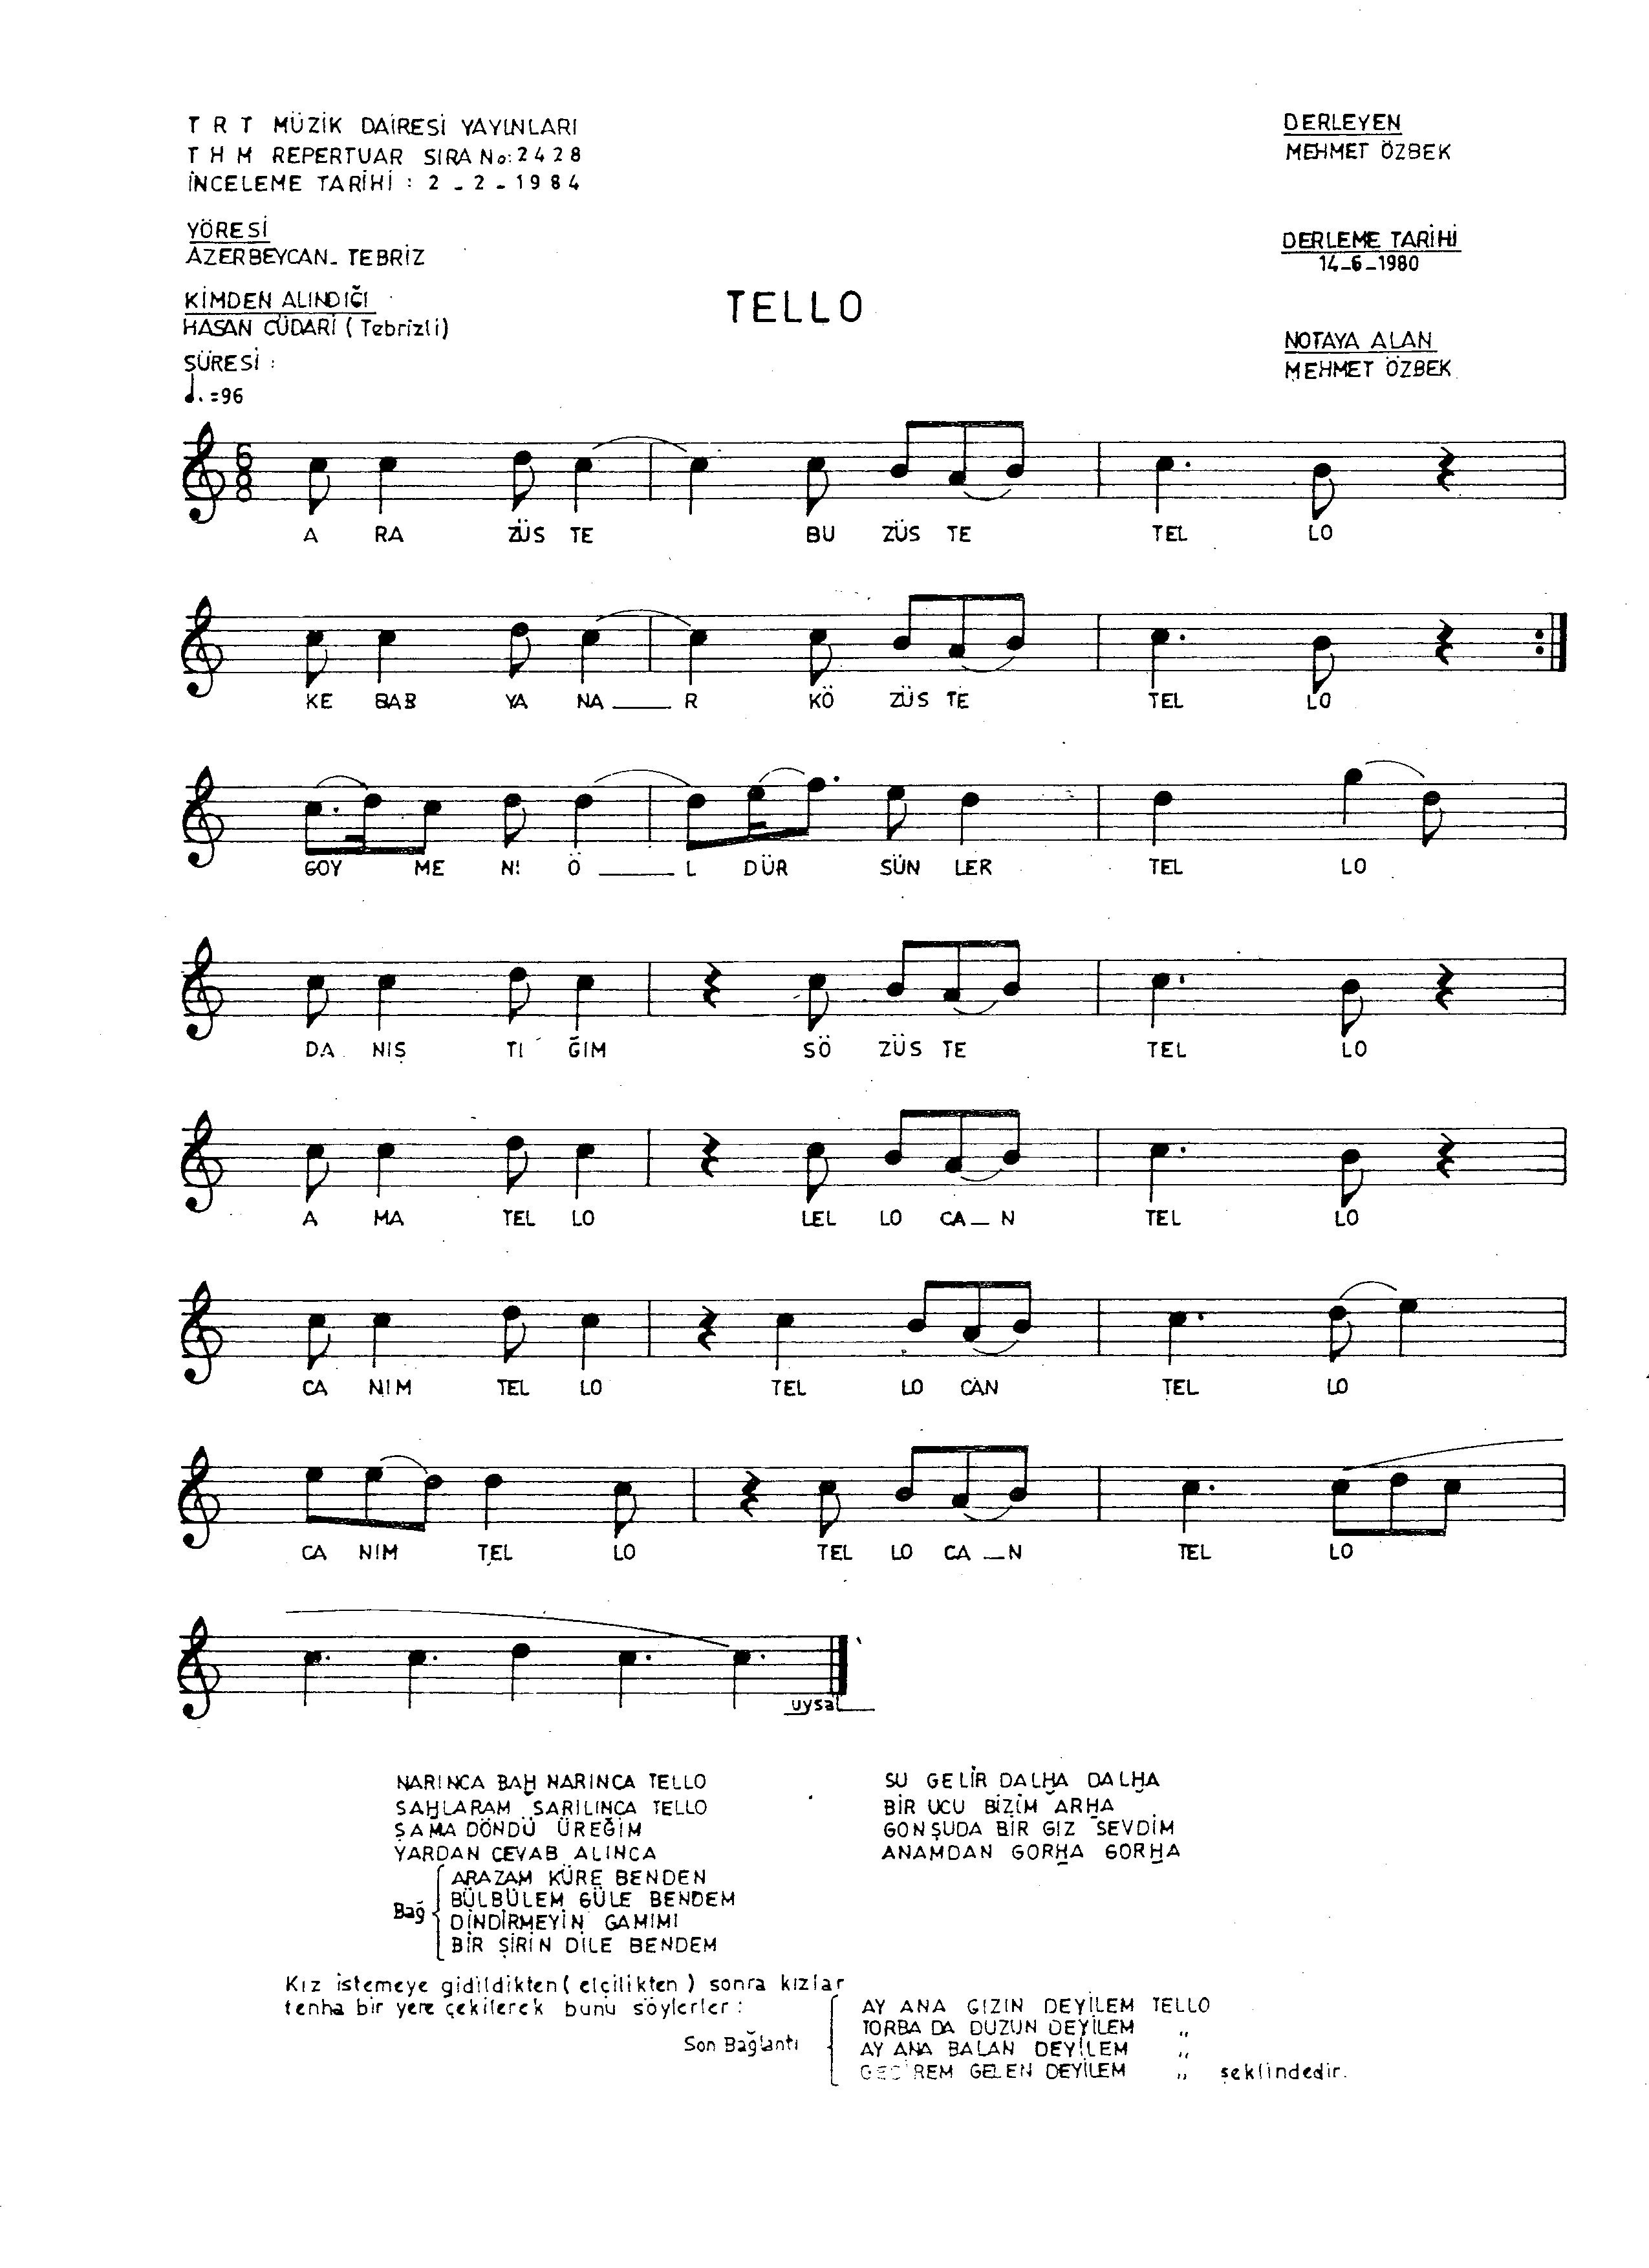 T R T MÜZİK DAİRESİ YAYINLARI
T H M REPERTUAR SIRA No: 2428
İNCELEME TARİHİ : 2 - 2 - 1984
DERLEYEN
MEHMET ÖZBEK
YÖRESİ
AZERBEYCAN - TEBRİZ
DERLEME TARİHİ
14-6-1980
KİMDEN ALINDIĞI
HASAN CÜDARİ (Tebrizli)
TELLO
NOTAYA ALAN
MEHMET ÖZBEK
SÜRESİ :
♩. =96
6
8
A RA ZÜS TE BU ZÜS TE TEL LO
KE BAB YA NA ___ R KÖ ZÜS TE TEL LO
GOY ME Nİ Ö ___ L DÜR SÜN LER TEL LO
DA NIŞ TI ĞIM SÖ ZÜS TE TEL LO
A MA TEL LO LEL LO CA _ N TEL LO
CA NIM TEL LO TEL LO CAN TEL LO
CA NIM TEL LO TEL LO CA _ N TEL LO
uysal
NARINCA BAḪ NARINCA TELLO
SAḪLARAM SARILINCA TELLO
ŞAMA DÖNDÜ ÜREĞİM
YARDAN CEVAB ALINCA
Bağ
ARAZAM KÜRE BENDEN
BÜLBÜLEM GÜLE BENDEM
DİNDİRMEYİN GAMIMI
BİR ŞİRİN DİLE BENDEM
SU GELİR DALḪA DALḪA
BİR UCU BİZİM ARḪA
GONŞUDA BİR GIZ SEVDİM
ANAMDAN GORḪA GORḪA
Kız istemeye gidildikten ( elçilikten ) sonra kızlar
tenha bir yere çekilerek bunu söylerler :
Son Bağlantı
AY ANA GIZIN DEYİLEM TELLO
TORBA DA DUZUN DEYİLEM ,,
AY ANA BALAN DEYİLEM ,,
GELEN DEYİLEM ,, şeklindedir.